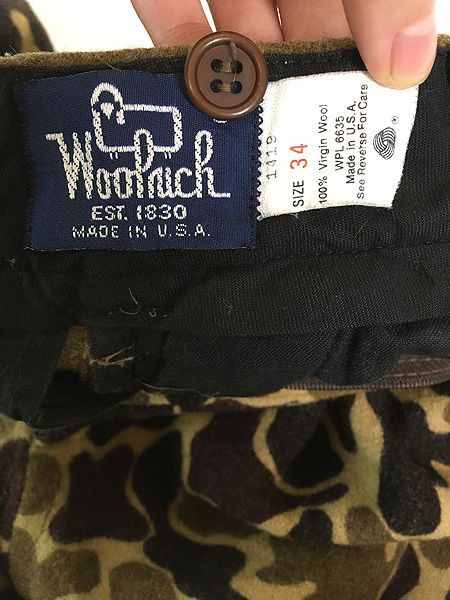 Woolrich
EST. 1830
MADE IN U.S.A.
1419
SIZE 34
100% Virgin Wool
WPL 6635
Made in U.S.A.
See Reverse For Care